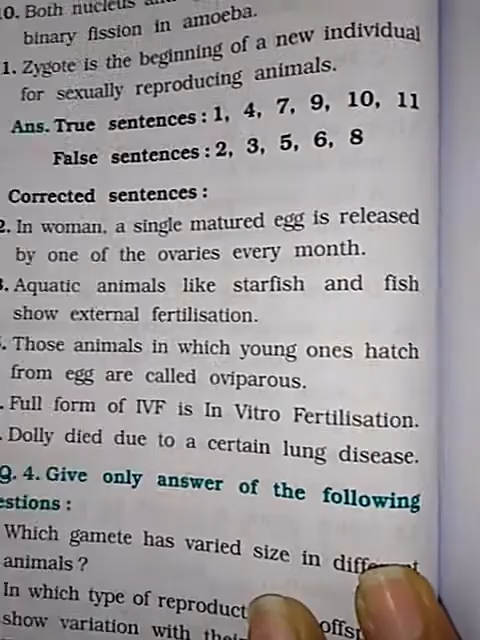 10. Both nucleus and
binary fission in amoeba.
1. Zygote is the beginning of a new individual
for sexually reproducing animals.
Ans. True sentences : 1, 4, 7, 9, 10, 11
False sentences : 2, 3, 5, 6, 8
Corrected sentences :
2. In woman, a single matured egg is released
by one of the ovaries every month.
3. Aquatic animals like starfish and fish
show external fertilisation.
. Those animals in which young ones hatch
from egg are called oviparous.
. Full form of IVF is In Vitro Fertilisation.
. Dolly died due to a certain lung disease.
Q. 4. Give only answer of the following
estions :
Which gamete has varied size in different
animals ?
In which type of reproduct
show variation with